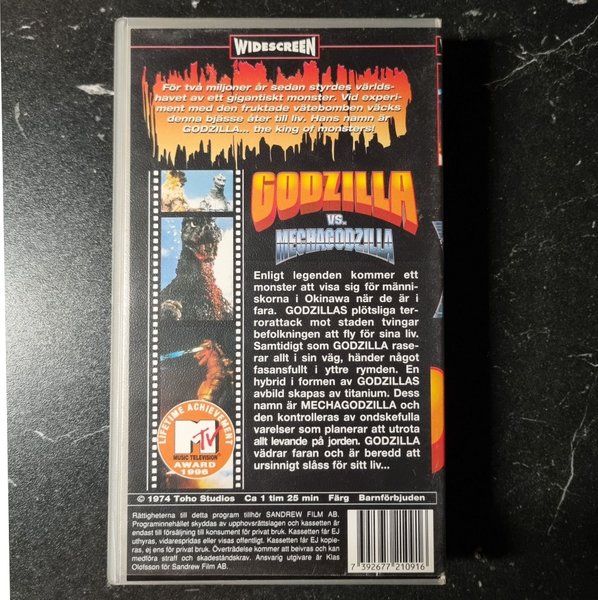 WIDESCREEN
För två miljoner år sedan styrdes världs-
havet av ett gigantiskt monster. Vid experi-
ment med den fruktade vätebomben väcks
denna bjässe åter till liv. Hans namn är
GODZILLA... the king of monsters!
GODZILLA
VS.
MECHAGODZILLA
Enligt legenden kommer ett
monster att visa sig för männi-
skorna i Okinawa när de är i
fara. GODZILLAS plötsliga ter-
rorattack mot staden tvingar
befolkningen att fly för sina liv.
Samtidigt som GODZILLA rase-
rar allt i sin väg, händer något
fasansfullt i yttre rymden. En
hybrid i formen av GODZILLAS
avbild skapas av titanium. Dess
namn är MECHAGODZILLA och
den kontrolleras av ondskefulla
varelser som planerar att utrota
allt levande på jorden. GODZILLA
vädrar faran och är beredd att
ursinnigt slåss för sitt liv...
LIFETIME ACHIEVEMENT
MTV
MUSIC TELEVISION
AWARD
1996
© 1974 Toho Studios Ca 1 tim 25 min Färg Barnförbjuden
Rättigheterna till detta program tillhör SANDREW FILM AB.
Programinnehållet skyddas av upphovsrättslagen och kassetten är
endast till försäljning till konsument för privat bruk. Kassetten får EJ
uthyras, vidarespridas eller visas offentligt. Kassetten får EJ kopie-
ras, ej ens för privat bruk. Överträdelse kommer att beivras och kan
medföra straff och skadeståndskrav. Ansvarig utgivare är Klas
Olofsson för Sandrew Film AB.
7 392677 210916